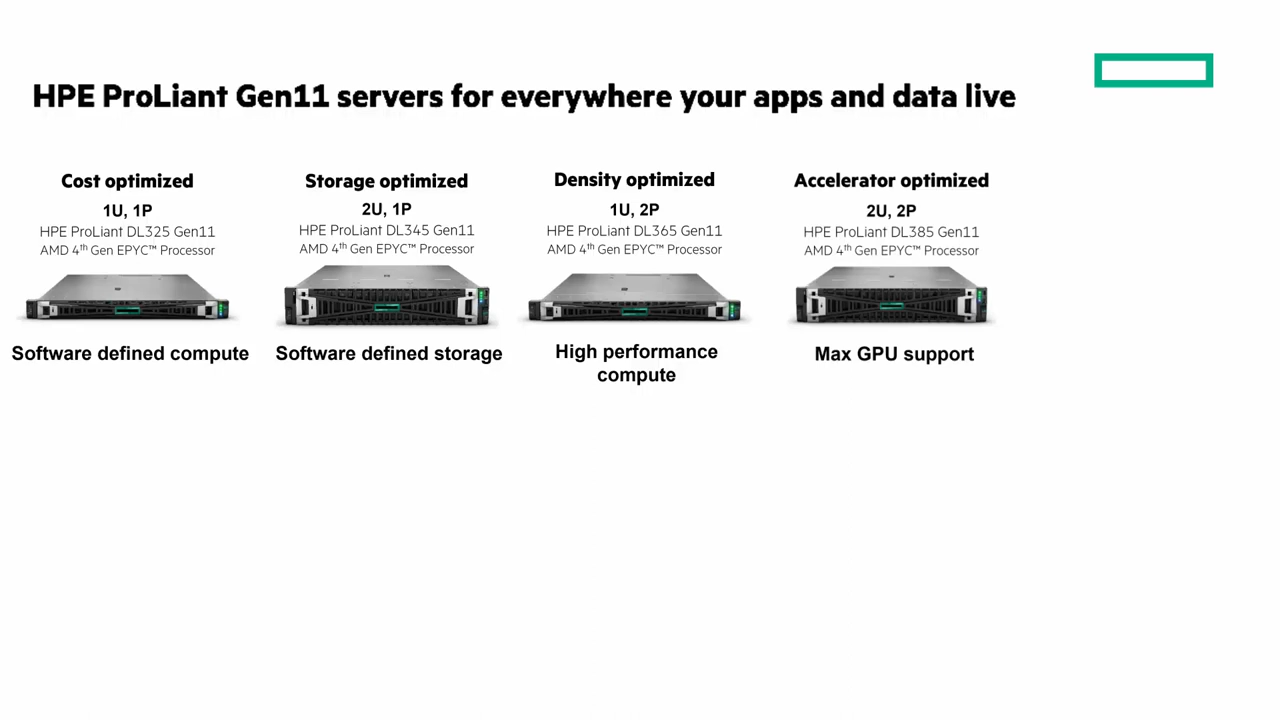 HPE ProLiant Gen11 servers for everywhere your apps and data live
Cost optimized
1U, 1P
HPE ProLiant DL325 Gen11
AMD 4th Gen EPYC™ Processor
Software defined compute
Storage optimized
2U, 1P
HPE ProLiant DL345 Gen11
AMD 4th Gen EPYC™ Processor
Software defined storage
Density optimized
1U, 2P
HPE ProLiant DL365 Gen11
AMD 4th Gen EPYC™ Processor
High performance
compute
Accelerator optimized
2U, 2P
HPE ProLiant DL385 Gen11
AMD 4th Gen EPYC™ Processor
Max GPU support